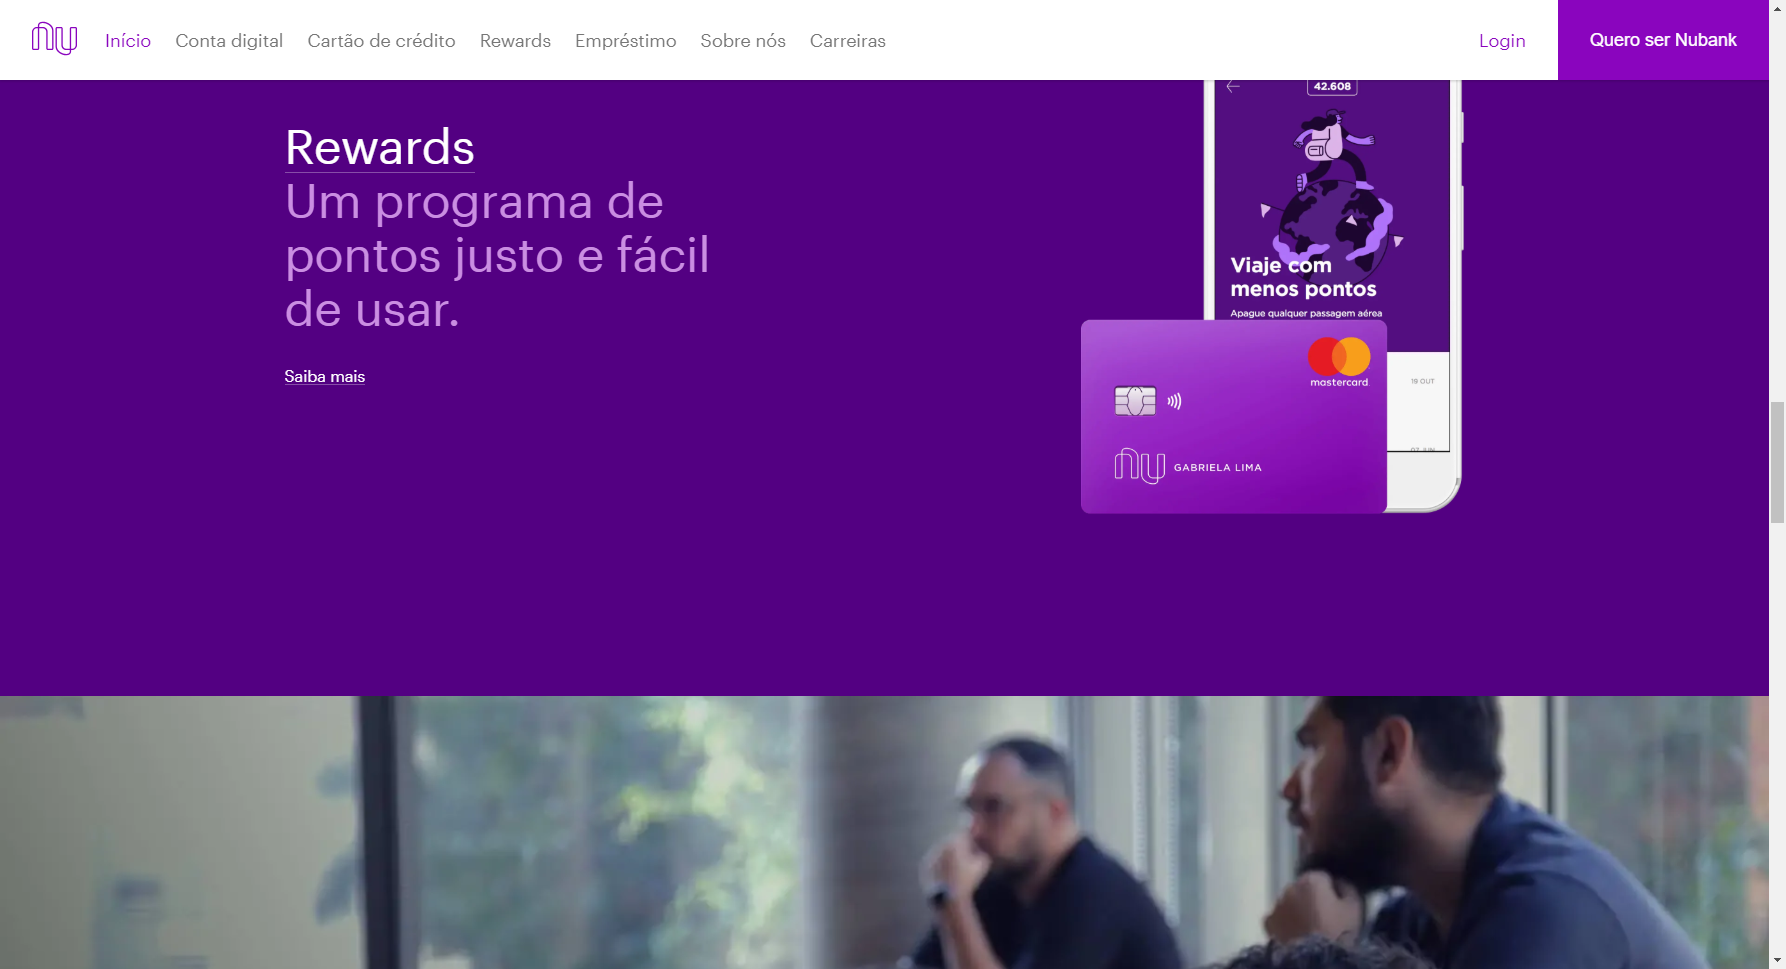 nu Início Conta digital Cartão de crédito Rewards Empréstimo Sobre nós Carreiras Login Quero ser Nubank
Rewards
Um programa de
pontos justo e fácil
de usar.
Saiba mais
42.608
Viaje com
menos pontos
Apague qualquer passagem aérea
mastercard
19 OUT
nu GABRIELA LIMA